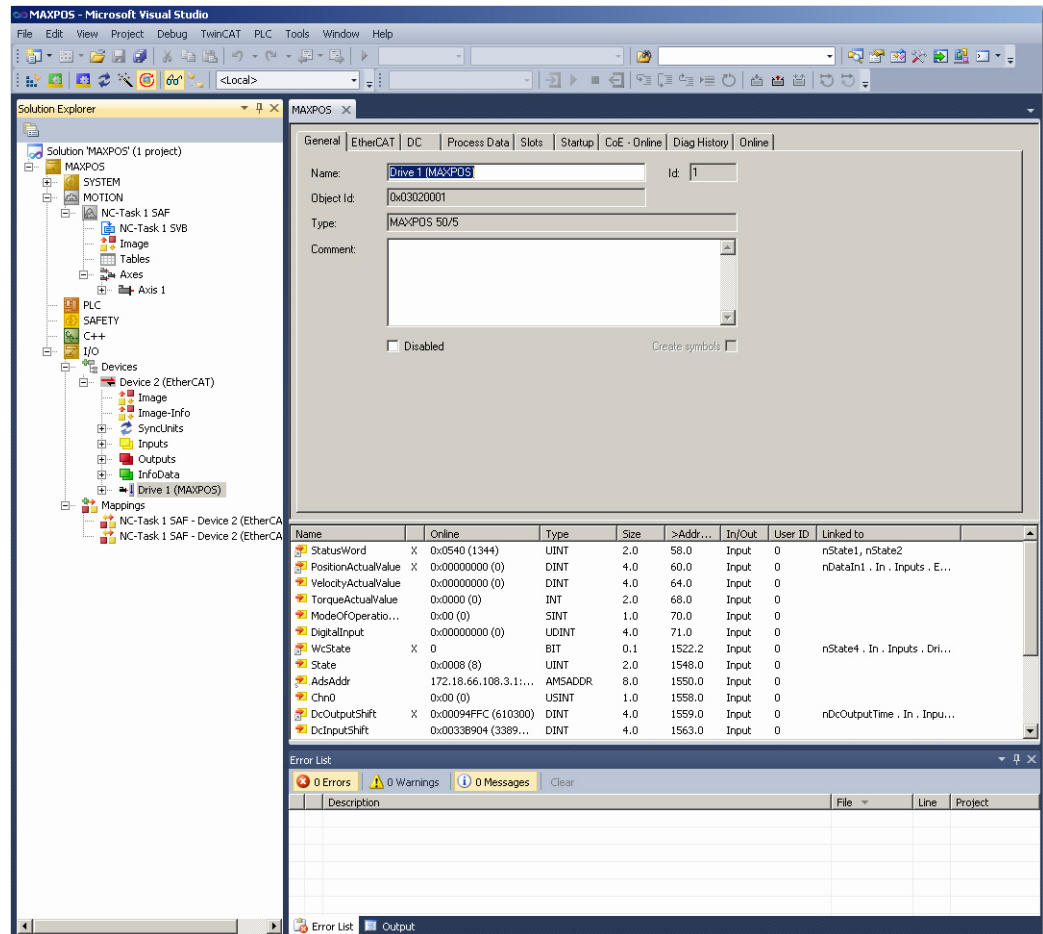 MAXPOS - Microsoft Visual Studio
File Edit View Project Debug TwinCAT PLC Tools Window Help
<Local>
Solution Explorer
Solution 'MAXPOS' (1 project)
MAXPOS
SYSTEM
MOTION
NC-Task 1 SAF
NC-Task 1 SVB
Image
Tables
Axes
Axis 1
PLC
SAFETY
C++
I/O
Devices
Device 2 (EtherCAT)
Image
Image-Info
SyncUnits
Inputs
Outputs
InfoData
Drive 1 (MAXPOS)
Mappings
NC-Task 1 SAF - Device 2 (EtherCA
NC-Task 1 SAF - Device 2 (EtherCA
MAXPOS
General EtherCAT DC Process Data Slots Startup CoE - Online Diag History Online
Name: Drive 1 (MAXPOS) Id: 1
Object Id: 0x03020001
Type: MAXPOS 50/5
Comment:
Disabled Create symbols
Name Online Type Size >Addr... In/Out User ID Linked to
StatusWord X 0x0540 (1344) UINT 2.0 58.0 Input 0 nState1, nState2
PositionActualValue X 0x00000000 (0) DINT 4.0 60.0 Input 0 nDataIn1 . In . Inputs . E...
VelocityActualValue 0x00000000 (0) DINT 4.0 64.0 Input 0
TorqueActualValue 0x0000 (0) INT 2.0 68.0 Input 0
ModeOfOperatio... 0x00 (0) SINT 1.0 70.0 Input 0
DigitalInput 0x00000000 (0) UDINT 4.0 71.0 Input 0
WcState X 0 BIT 0.1 1522.2 Input 0 nState4 . In . Inputs . Dri...
State 0x0008 (8) UINT 2.0 1548.0 Input 0
AdsAddr 172.18.66.108.3.1:... AMSADDR 8.0 1550.0 Input 0
Chn0 0x00 (0) USINT 1.0 1558.0 Input 0
DcOutputShift X 0x00094FFC (610300) DINT 4.0 1559.0 Input 0 nDcOutputTime . In . Inpu...
DcInputShift 0x0033B904 (3389... DINT 4.0 1563.0 Input 0
Error List
0 Errors 0 Warnings 0 Messages Clear
Description File Line Project
Error List Output